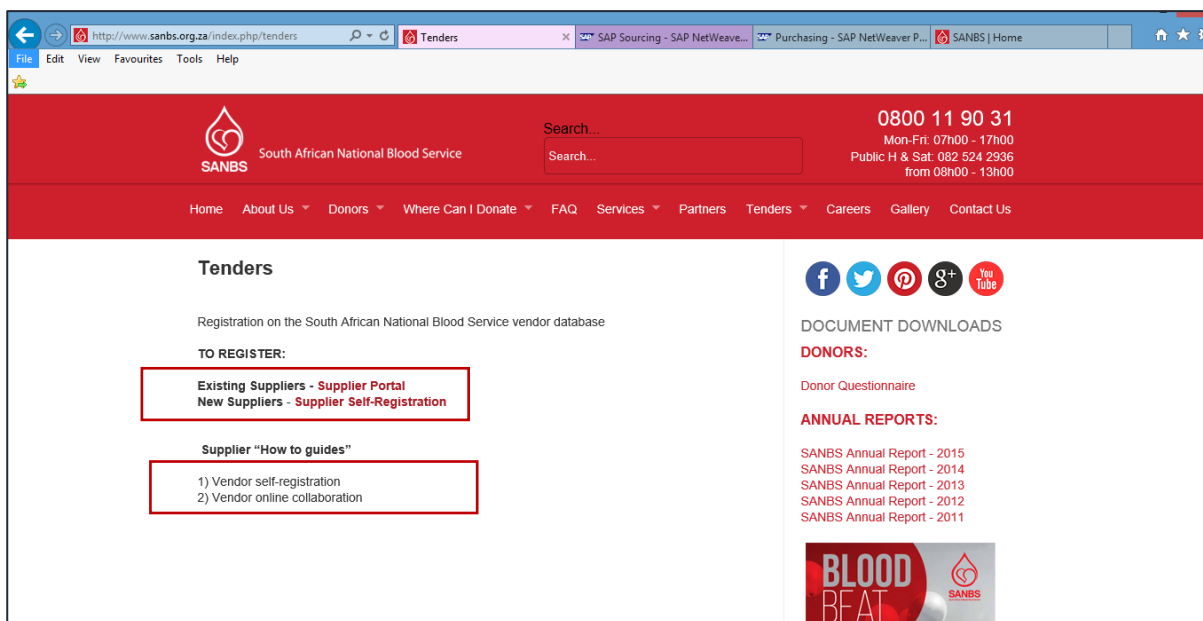 http://www.sanbs.org.za/index.php/tenders
Tenders
SAP Sourcing - SAP NetWeave...
Purchasing - SAP NetWeaver P...
SANBS | Home
File Edit View Favourites Tools Help
SANBS
South African National Blood Service
Search...
Search...
0800 11 90 31
Mon-Fri: 07h00 - 17h00
Public H & Sat: 082 524 2936
from 08h00 - 13h00
Home About Us Donors Where Can I Donate FAQ Services Partners Tenders Careers Gallery Contact Us
Tenders
Registration on the South African National Blood Service vendor database
TO REGISTER:
Existing Suppliers - Supplier Portal
New Suppliers - Supplier Self-Registration
Supplier “How to guides”
1) Vendor self-registration
2) Vendor online collaboration
f
8+
You
Tube
DOCUMENT DOWNLOADS
DONORS:
Donor Questionnaire
ANNUAL REPORTS:
SANBS Annual Report - 2015
SANBS Annual Report - 2014
SANBS Annual Report - 2013
SANBS Annual Report - 2012
SANBS Annual Report - 2011
BLOOD
BEAT
SANBS